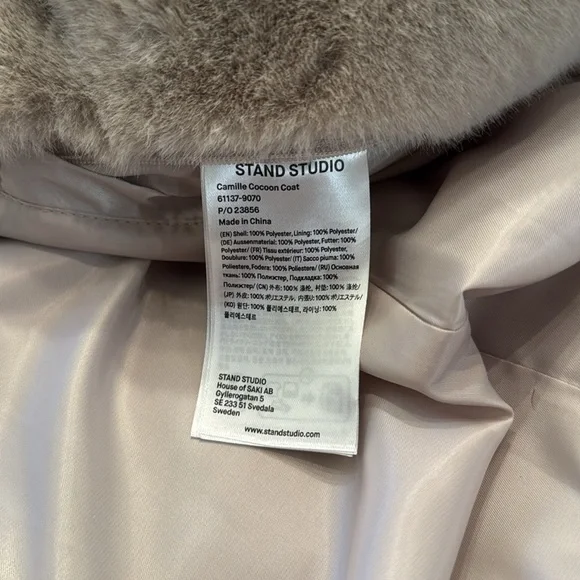 STAND STUDIO
Camille Cocoon Coat
61137-9070
P/O 23856
Made in China
(EN) Shell: 100% Polyester, Lining: 100% Polyester/
(DE) Aussenmaterial: 100% Polyester, Futter: 100%
Polyester/ (FR) Tissu extérieur: 100% Polyester,
Doublure: 100% Polyester/ (IT) Sacco piuma: 100%
Poliestere, Fodera: 100% Poliestere/ (RU) Основная
ткань: 100% Полиэстер, Подкладка: 100%
Полиэстер/ (CN) 外布: 100% 涤纶, 衬垫: 100% 涤纶/
(JP) 外皮: 100% ポリエステル, 内張り: 100% ポリエステル/
(KO) 원단: 100% 폴리에스테르, 라이닝: 100%
폴리에스테르
STAND STUDIO
House of SAKI AB
Gyllerogatan 5
SE 233 51 Svedala
Sweden
www.standstudio.com